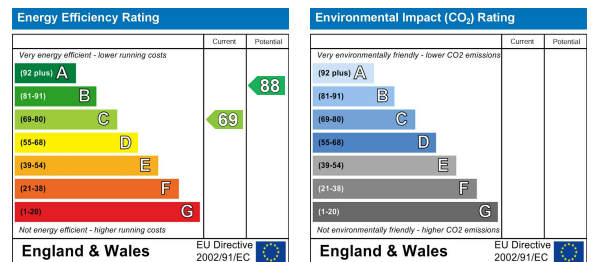 Energy Efficiency Rating
Current Potential
Very energy efficient - lower running costs
(92 plus) A
(81-91) B
88
(69-80) C
69
(55-68) D
(39-54) E
(21-38) F
(1-20) G
Not energy efficient - higher running costs
England & Wales
EU Directive
2002/91/EC
Environmental Impact (CO₂) Rating
Current Potential
Very environmentally friendly - lower CO2 emissions
(92 plus) A
(81-91) B
(69-80) C
(55-68) D
(39-54) E
(21-38) F
(1-20) G
Not environmentally friendly - higher CO2 emissions
England & Wales
EU Directive
2002/91/EC